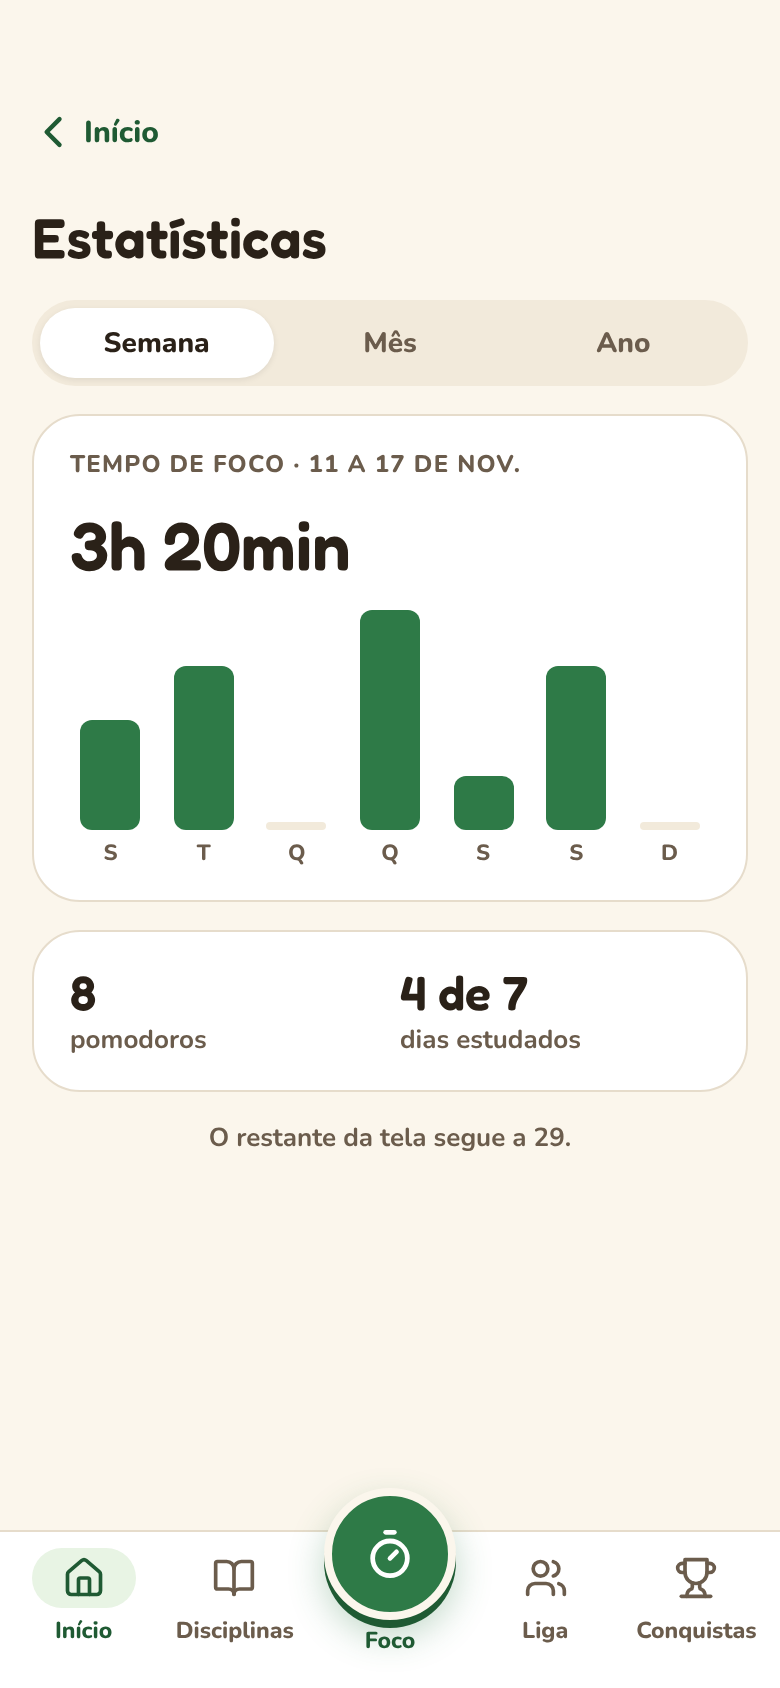 Início
Estatísticas
Semana Mês Ano
TEMPO DE FOCO · 11 A 17 DE NOV.
3h 20min
S T Q Q S S D
8 4 de 7
pomodoros dias estudados
O restante da tela segue a 29.
Início Disciplinas Foco Liga Conquistas